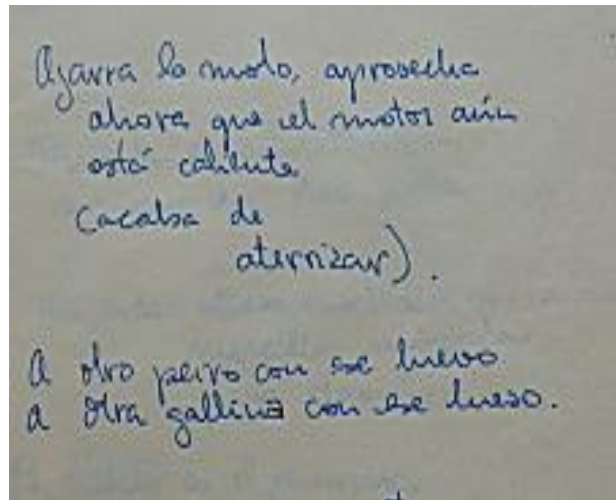 Agarra la moto, aprovecha
ahora que el motor aún
está caliente
(acaba de
aterrizar).
A otro perro con ese huevo
a otra gallina con ese hueso.